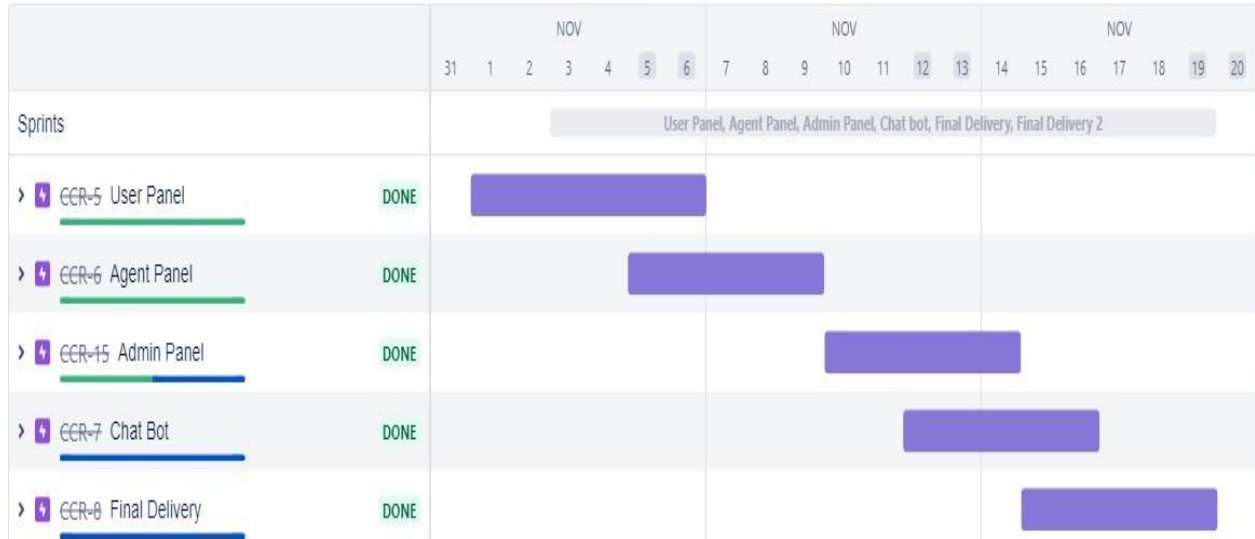 NOV NOV NOV
31 1 2 3 4 5 6 7 8 9 10 11 12 13 14 15 16 17 18 19 20
Sprints User Panel, Agent Panel, Admin Panel, Chat bot, Final Delivery, Final Delivery 2
CCR-5 User Panel DONE
CCR-6 Agent Panel DONE
CCR-15 Admin Panel DONE
CCR-7 Chat Bot DONE
CCR-8 Final Delivery DONE